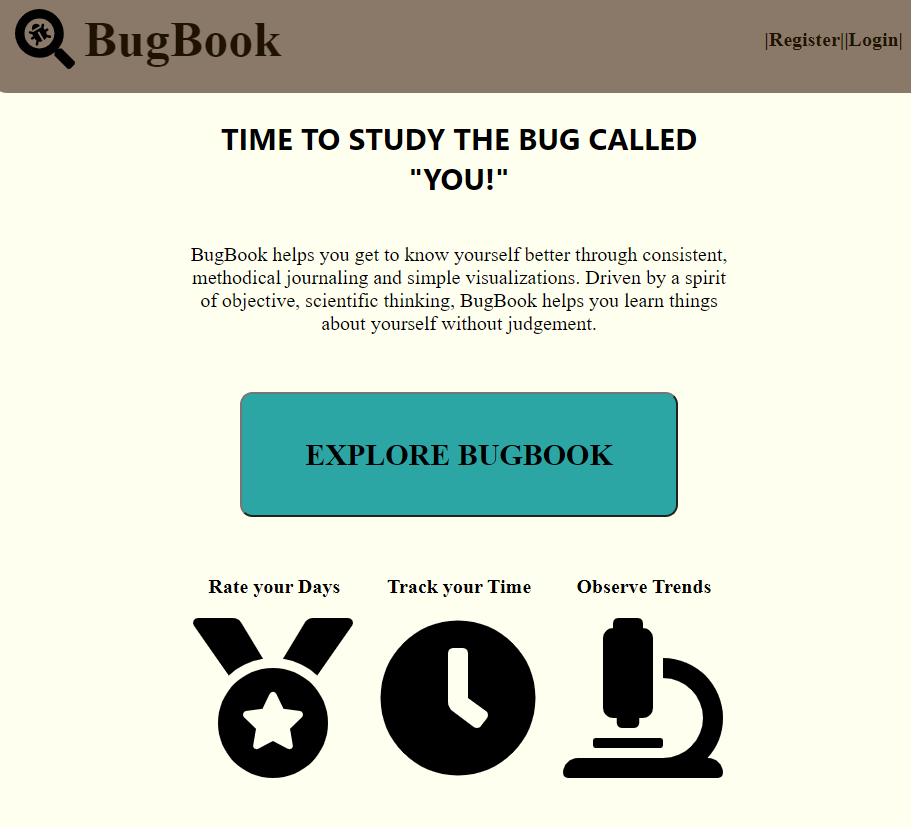 BugBook
|Register||Login|
TIME TO STUDY THE BUG CALLED
"YOU!"
BugBook helps you get to know yourself better through consistent,
methodical journaling and simple visualizations. Driven by a spirit
of objective, scientific thinking, BugBook helps you learn things
about yourself without judgement.
EXPLORE BUGBOOK
Rate your Days
Track your Time
Observe Trends